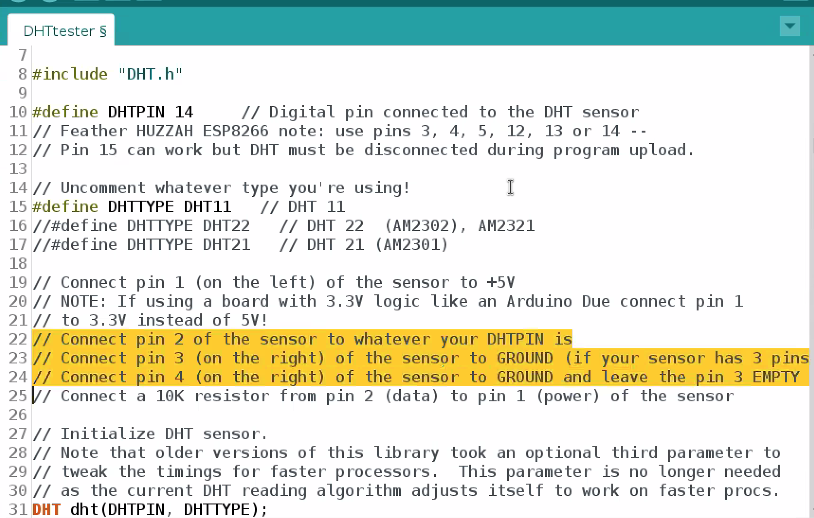 DHTtester §
7
8 #include "DHT.h"
9
10 #define DHTPIN 14     // Digital pin connected to the DHT sensor
11 // Feather HUZZAH ESP8266 note: use pins 3, 4, 5, 12, 13 or 14 --
12 // Pin 15 can work but DHT must be disconnected during program upload.
13
14 // Uncomment whatever type you're using!
15 #define DHTTYPE DHT11   // DHT 11
16 //#define DHTTYPE DHT22   // DHT 22  (AM2302), AM2321
17 //#define DHTTYPE DHT21   // DHT 21 (AM2301)
18
19 // Connect pin 1 (on the left) of the sensor to +5V
20 // NOTE: If using a board with 3.3V logic like an Arduino Due connect pin 1
21 // to 3.3V instead of 5V!
22 // Connect pin 2 of the sensor to whatever your DHTPIN is
23 // Connect pin 3 (on the right) of the sensor to GROUND (if your sensor has 3 pins
24 // Connect pin 4 (on the right) of the sensor to GROUND and leave the pin 3 EMPTY
25 // Connect a 10K resistor from pin 2 (data) to pin 1 (power) of the sensor
26
27 // Initialize DHT sensor.
28 // Note that older versions of this library took an optional third parameter to
29 // tweak the timings for faster processors.  This parameter is no longer needed
30 // as the current DHT reading algorithm adjusts itself to work on faster procs.
31 DHT dht(DHTPIN, DHTTYPE);